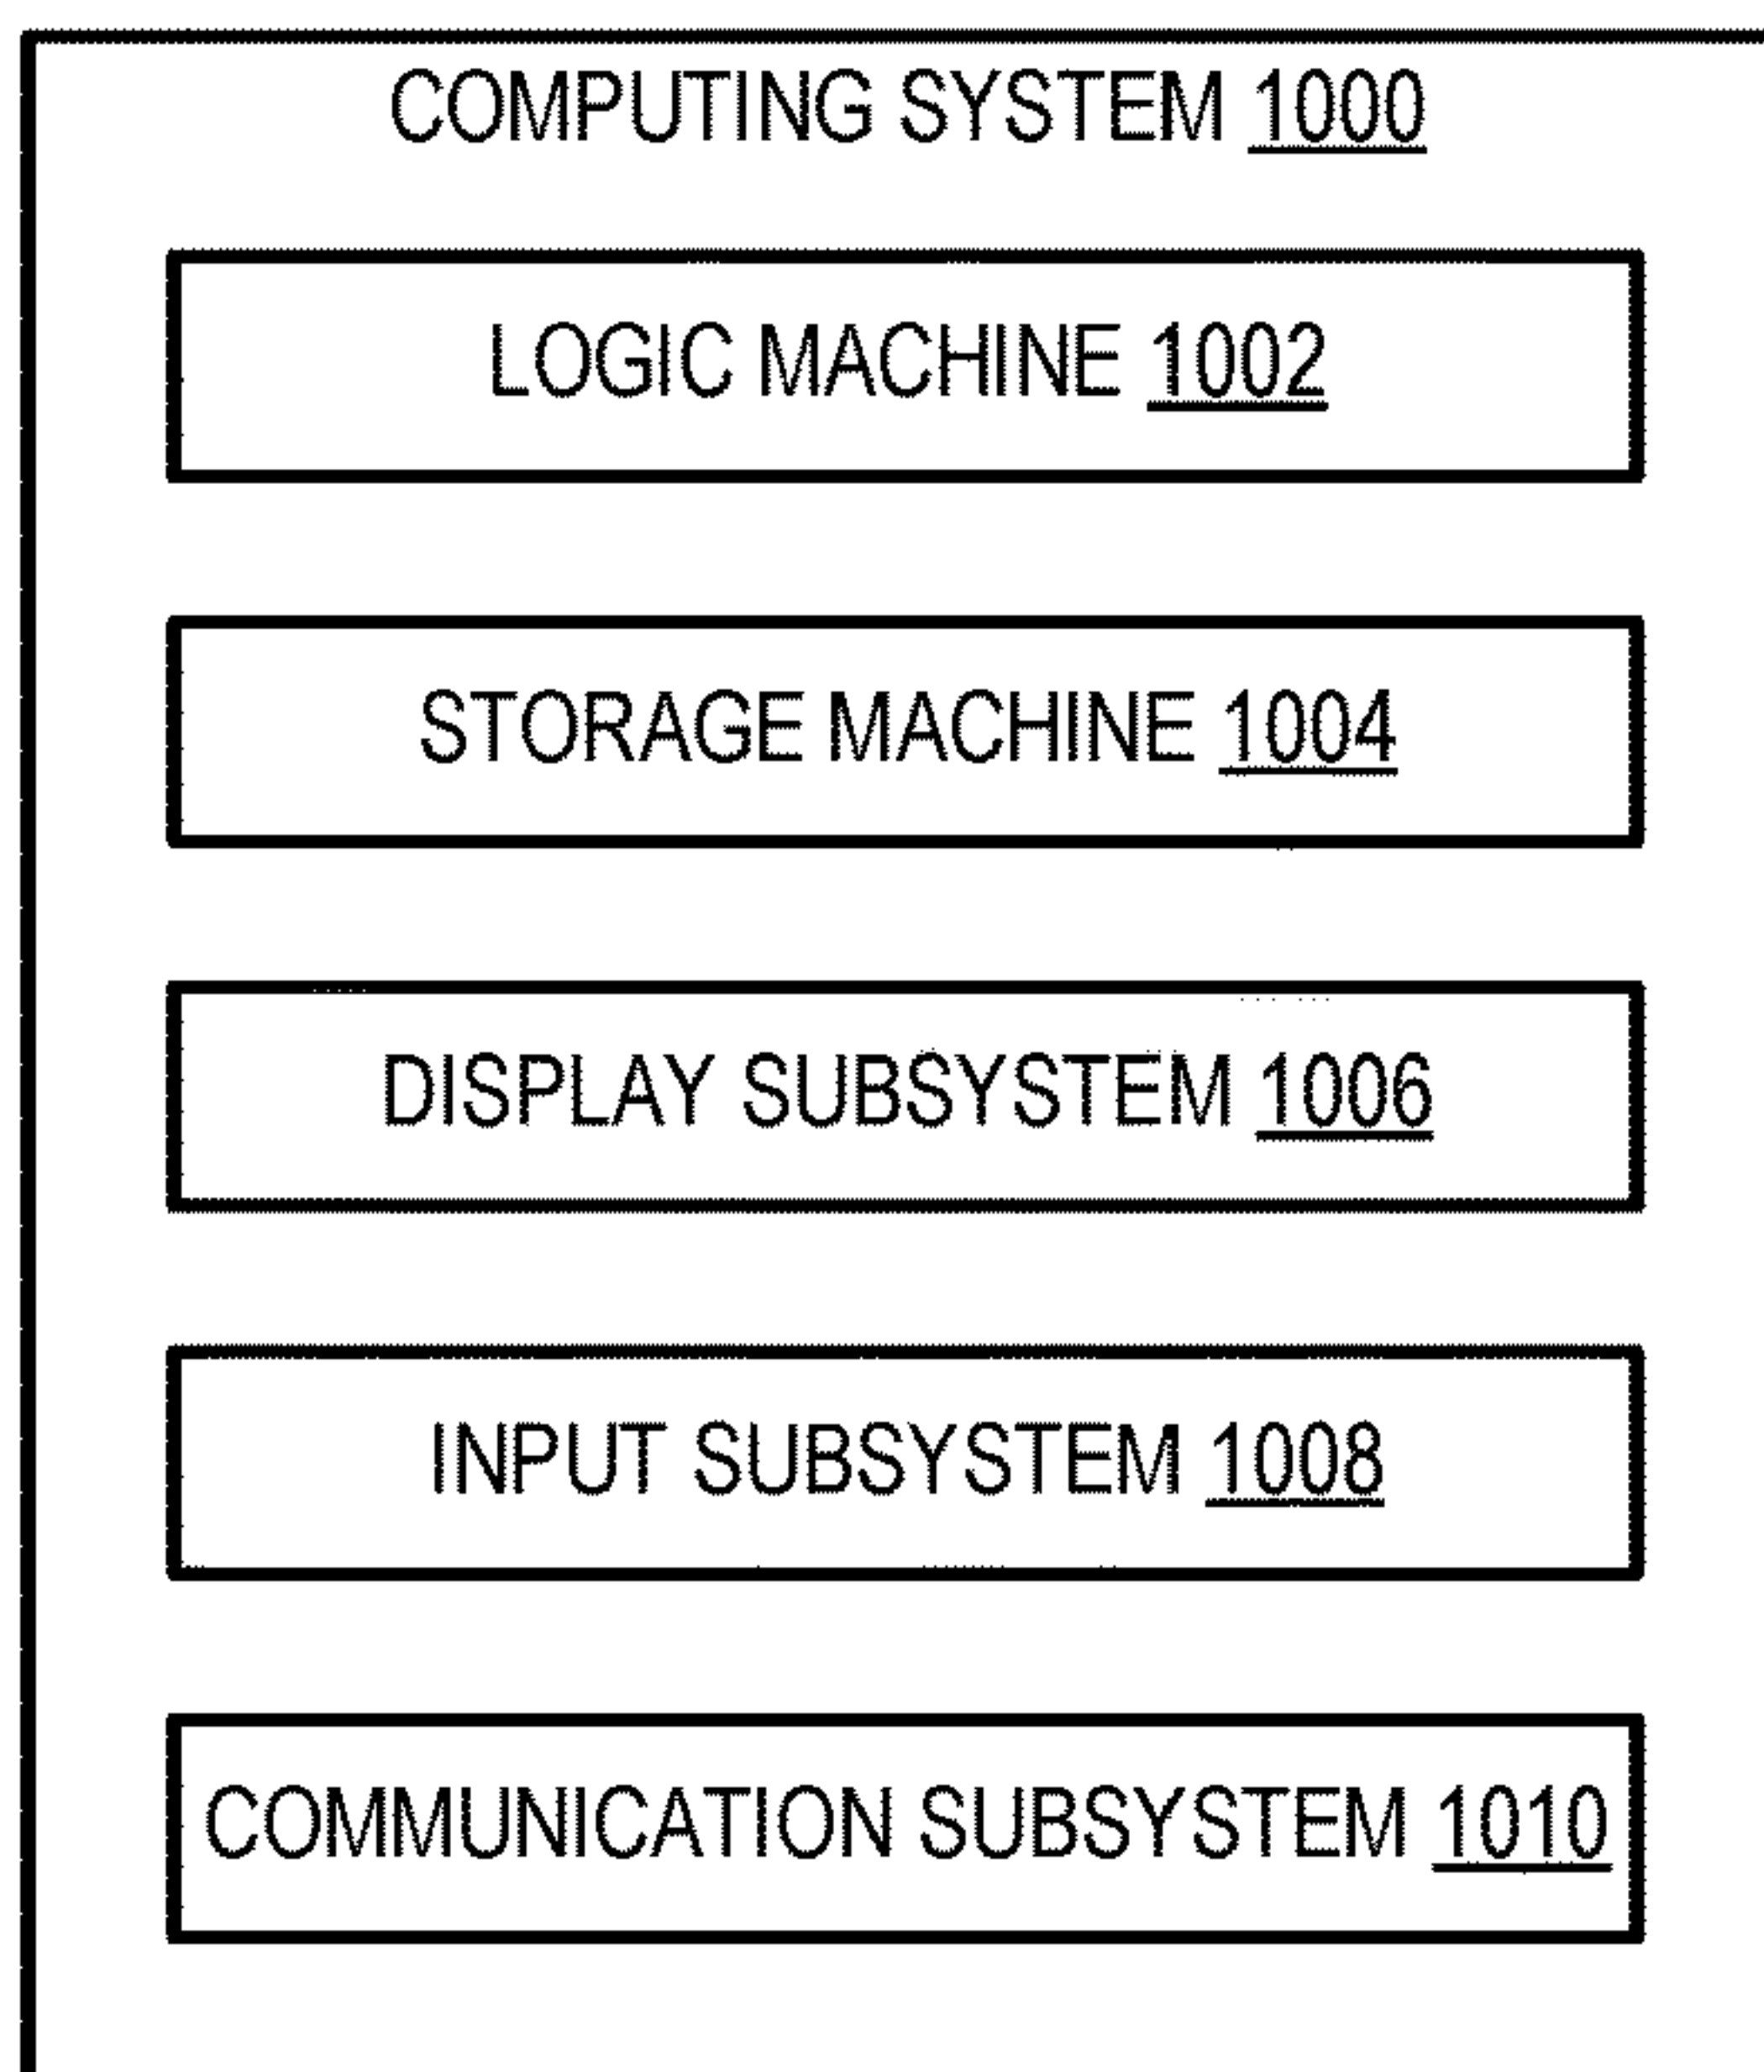 COMPUTING SYSTEM 1000
LOGIC MACHINE 1002
STORAGE MACHINE 1004
DISPLAY SUBSYSTEM 1006
INPUT SUBSYSTEM 1008
COMMUNICATION SUBSYSTEM 1010